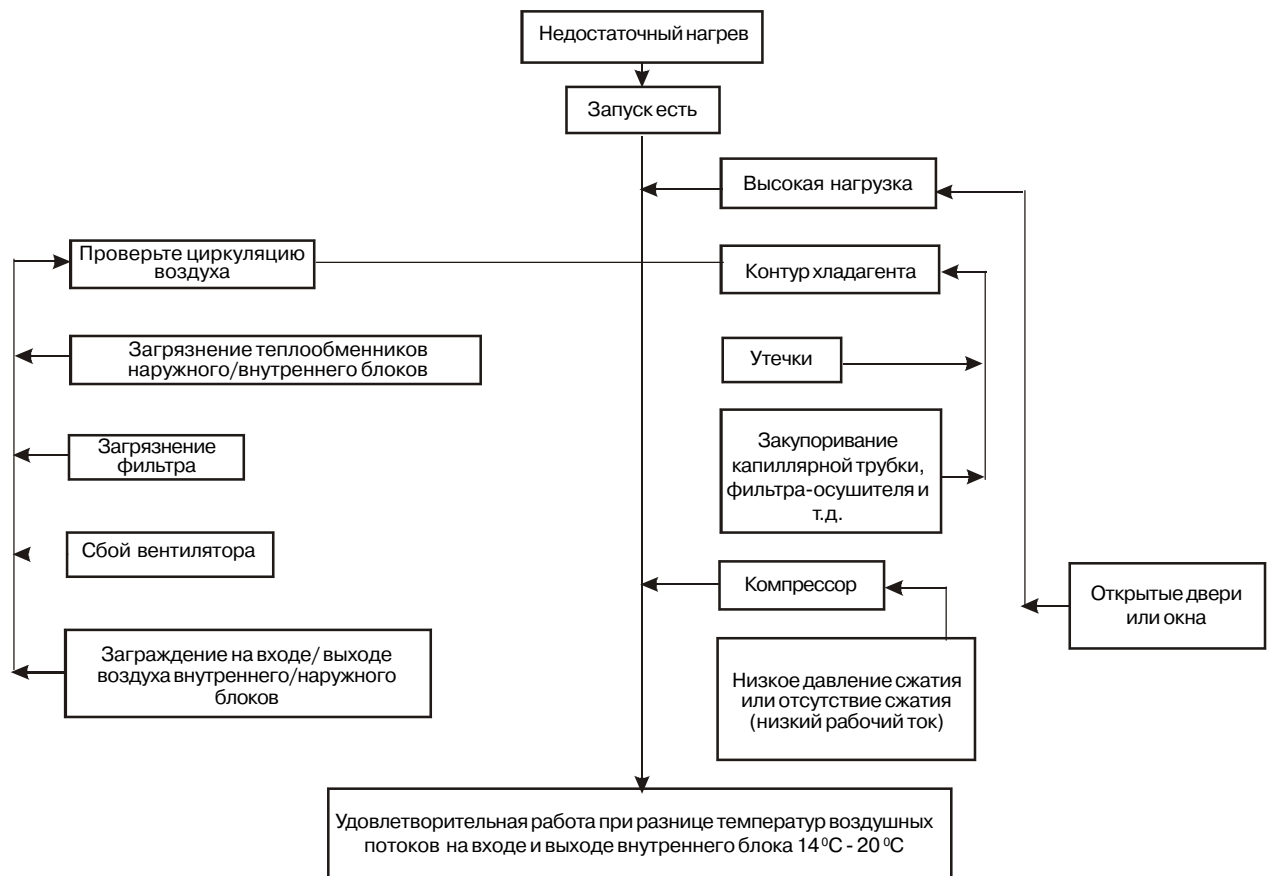 Недостаточный нагрев
Запуск есть
Высокая нагрузка
Проверьте циркуляцию
воздуха
Контур хладагента
Загрязнение теплообменников
наружного/внутреннего блоков
Утечки
Загрязнение
фильтра
Закупоривание
капиллярной трубки,
фильтра-осушителя и
т.д.
Сбой вентилятора
Компрессор
Открытые двери
или окна
Заграждение на входе/ выходе
воздуха внутреннего/наружного
блоков
Низкое давление сжатия
или отсутствие сжатия
(низкий рабочий ток)
Удовлетворительная работа при разнице температур воздушных
потоков на входе и выходе внутреннего блока 14 ⁰C - 20 ⁰C